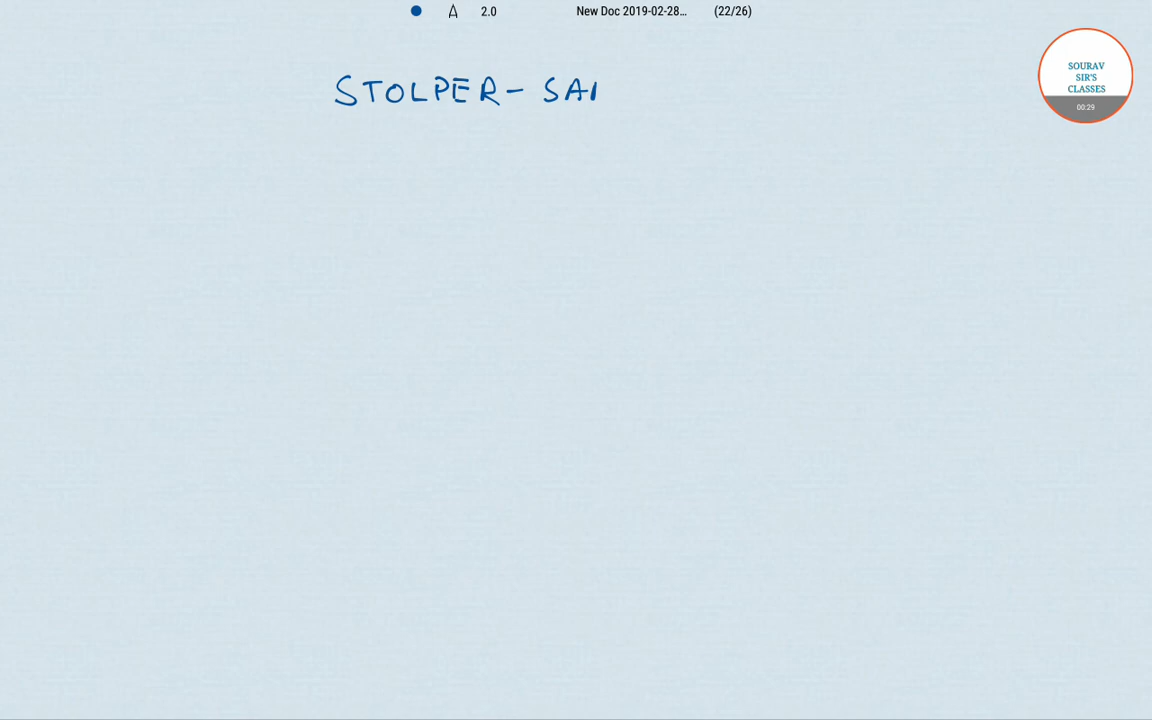 2.0 New Doc 2019-02-28... (22/26)
STOLPER- SAI
SOURAV
SIR'S
CLASSES
00:29